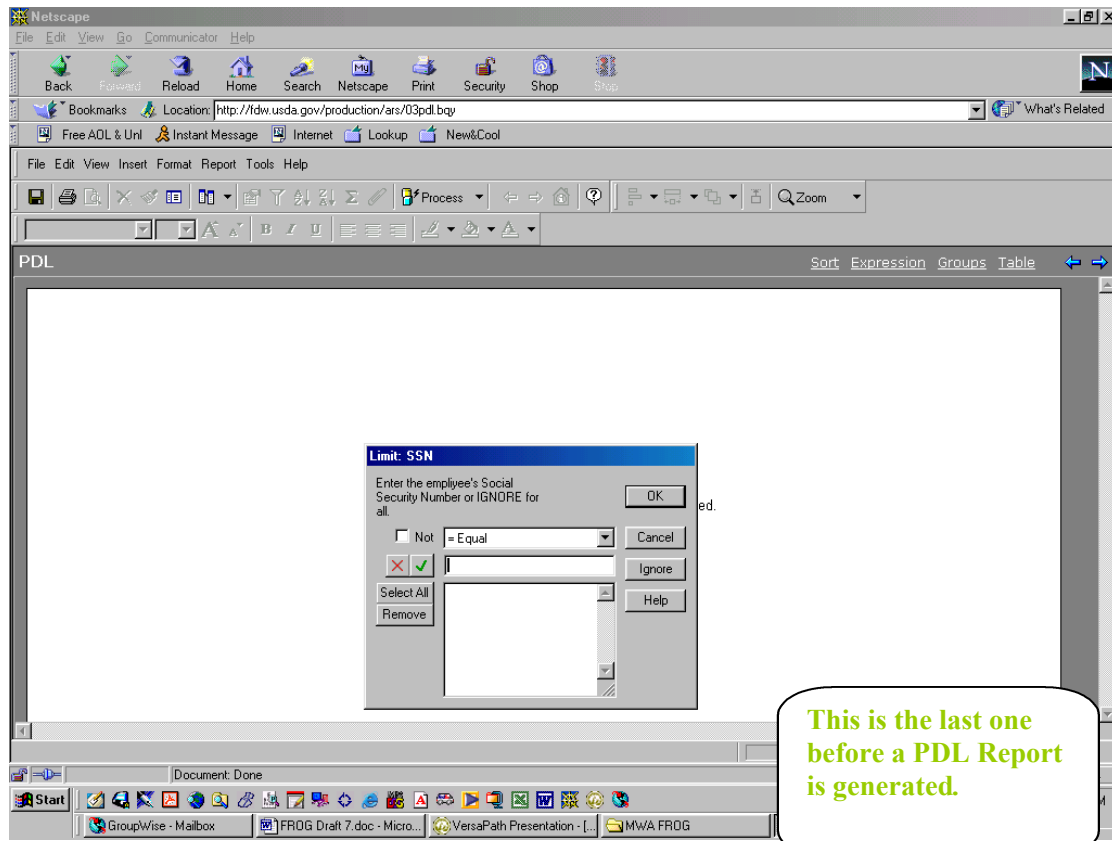 Netscape
File Edit View Go Communicator Help
Back Forward Reload Home Search Netscape Print Security Shop Stop
My
N
Bookmarks Location: http://fdw.usda.gov/production/ars/03pdl.bqy What's Related
Free AOL & Unl Instant Message Internet Lookup New&Cool
File Edit View Insert Format Report Tools Help
Process Zoom
B I U
PDL Sort Expression Groups Table
Limit: SSN
Enter the empliyee's Social
Security Number or IGNORE for
all.
OK
ed.
Not = Equal Cancel
Ignore
Select All
Help
Remove
This is the last one
before a PDL Report
is generated.
Document: Done
Start
GroupWise - Mailbox FROG Draft 7.doc - Micro... VersaPath Presentation - [... MWA FROG
M